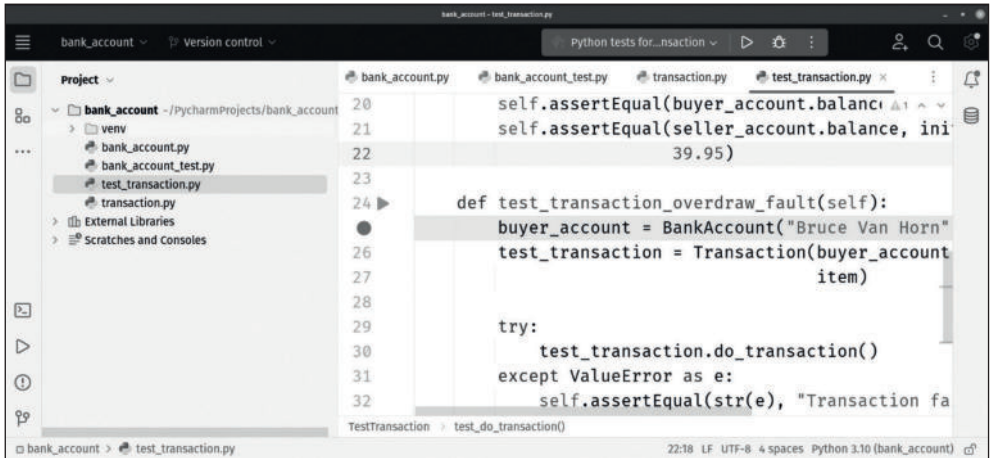 bank_account – test_transaction.py
bank_account
Version control
Python tests for...nsaction
Project
bank_account ~/PycharmProjects/bank_account
venv
bank_account.py
bank_account_test.py
test_transaction.py
transaction.py
External Libraries
Scratches and Consoles
bank_account.py bank_account_test.py transaction.py test_transaction.py
20 self.assertEqual(buyer_account.balance
1
21 self.assertEqual(seller_account.balance, ini
22 39.95)
23
24 def test_transaction_overdraw_fault(self):
buyer_account = BankAccount("Bruce Van Horn"
26 test_transaction = Transaction(buyer_account
27 item)
28
29 try:
30 test_transaction.do_transaction()
31 except ValueError as e:
32 self.assertEqual(str(e), "Transaction fa
TestTransaction > test_do_transaction()
bank_account > test_transaction.py
22:18 LF UTF-8 4 spaces Python 3.10 (bank_account)